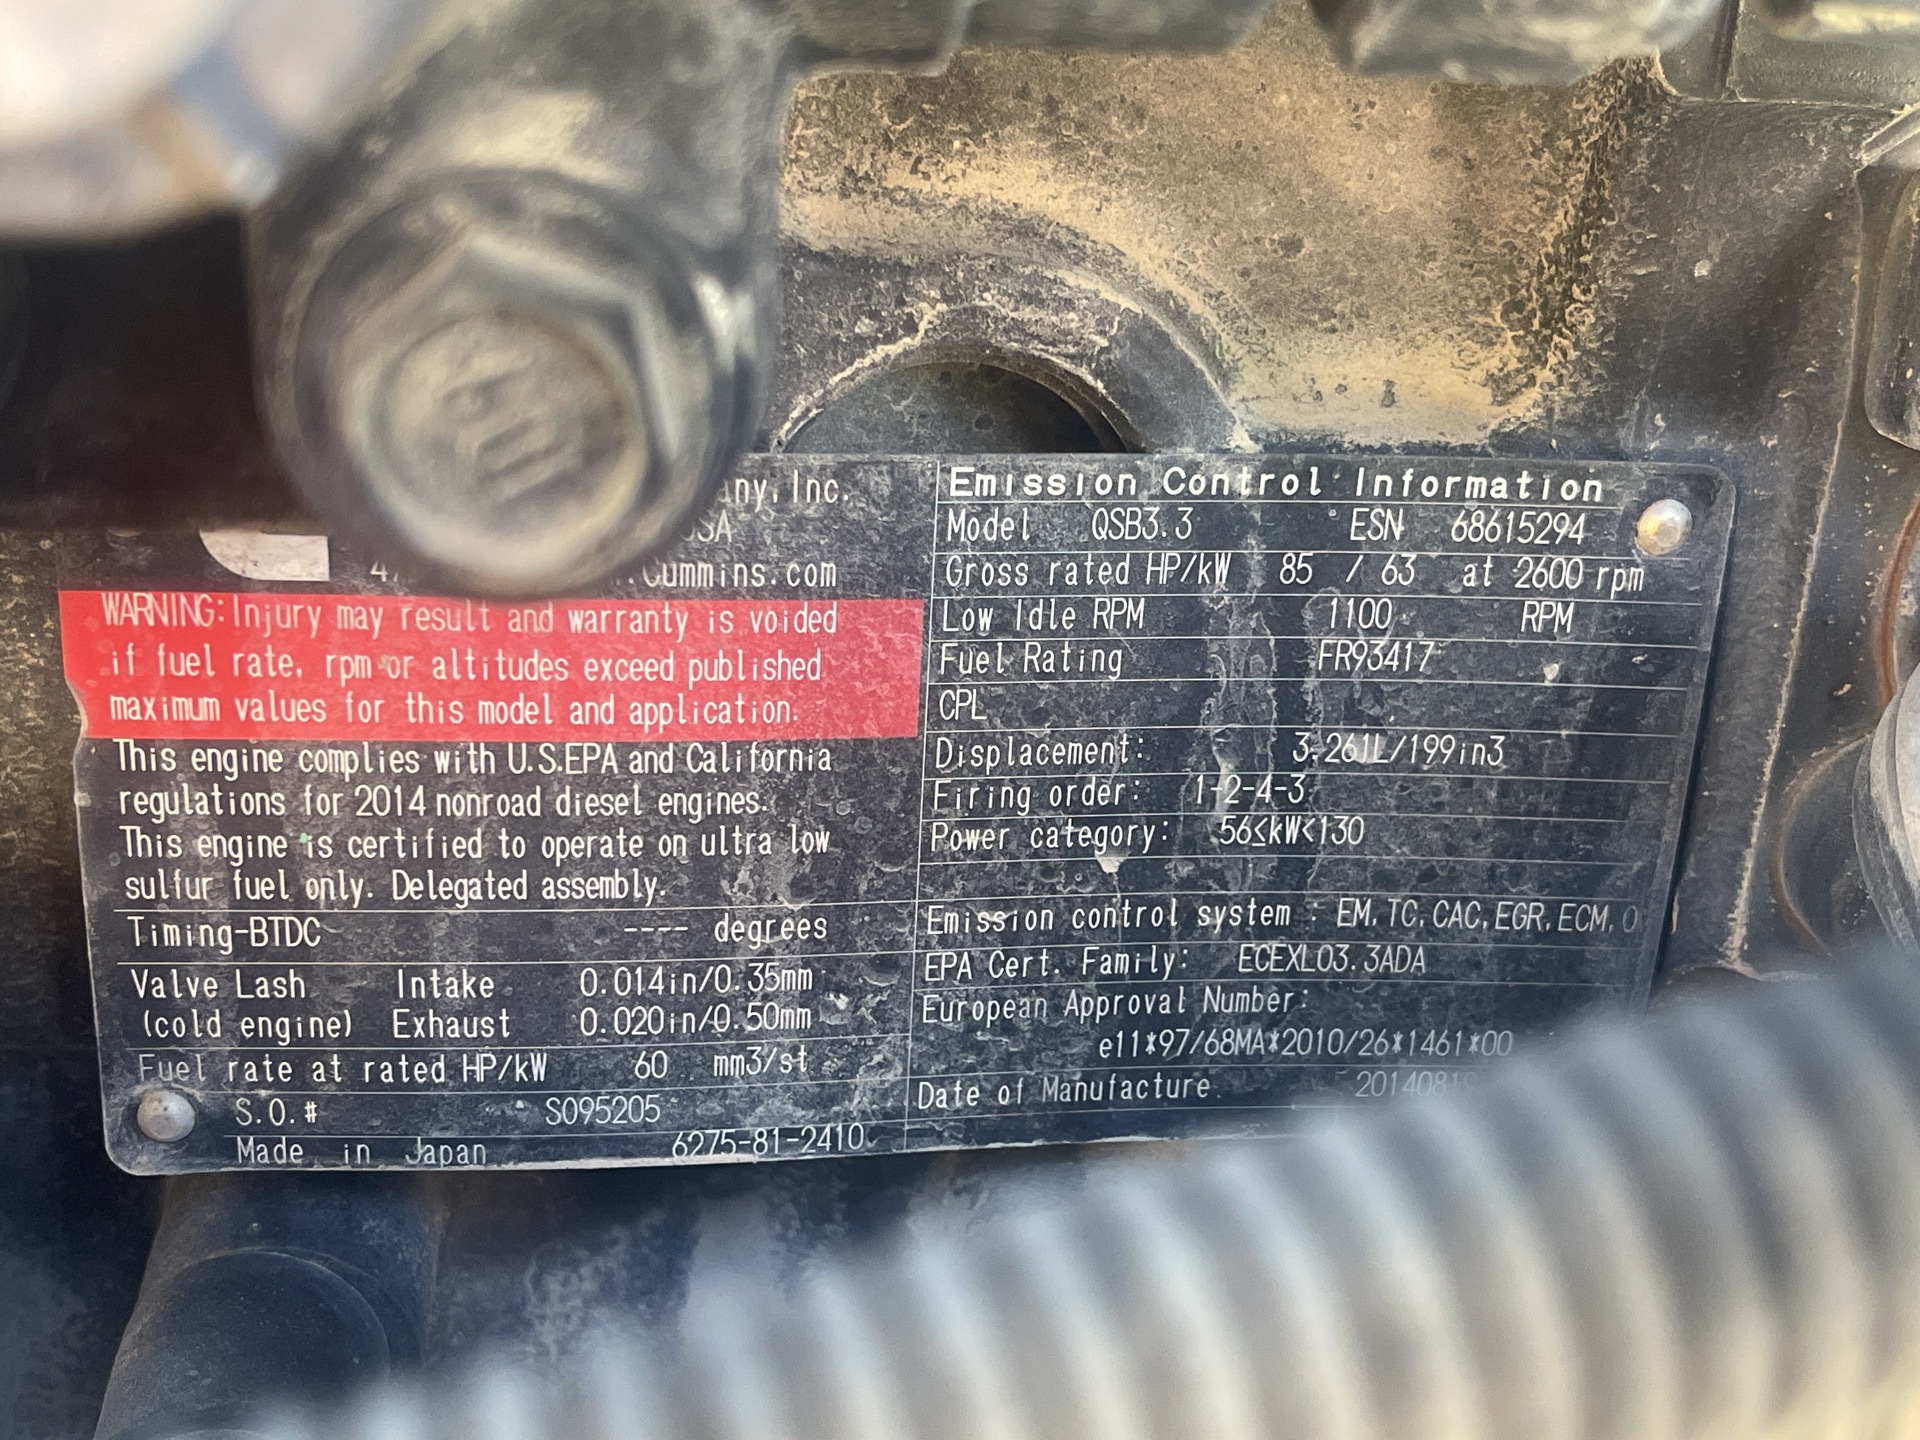 Inc.
Cummins.com
WARNING: Injury may result and warranty is voided
if fuel rate, rpm or altitudes exceed published
maximum values for this model and application.
This engine complies with U.S.EPA and California
regulations for 2014 nonroad diesel engines.
This engine is certified to operate on ultra low
sulfur fuel only. Delegated assembly.
Timing-BTDC ---- degrees
Valve Lash Intake 0.014in/0.35mm
(cold engine) Exhaust 0.020in/0.50mm
Fuel rate at rated HP/kW 60 mm3/st
S.O.# S095205
Made in Japan 6275-81-2410
Emission Control Information
Model QSB3.3 ESN 68615294
Gross rated HP/kW 85 / 63 at 2600 rpm
Low Idle RPM 1100 RPM
Fuel Rating FR93417
CPL
Displacement: 3.261L/199in3
Firing order: 1-2-4-3
Power category: 56≤kW<130
Emission control system : EM, TC, CAC, EGR, ECM, O
EPA Cert. Family: ECEXL03.3ADA
European Approval Number:
e11*97/68MA*2010/26*1461*00
Date of Manufacture